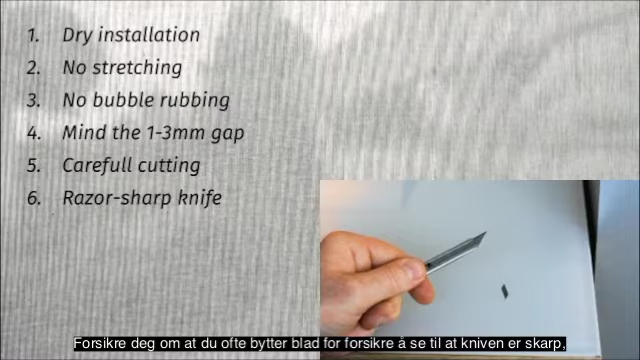 1. Dry installation
2. No stretching
3. No bubble rubbing
4. Mind the 1-3mm gap
5. Carefull cutting
6. Razor-sharp knife
Forsikre deg om at du ofte bytter blad for forsikre å se til at kniven er skarp,